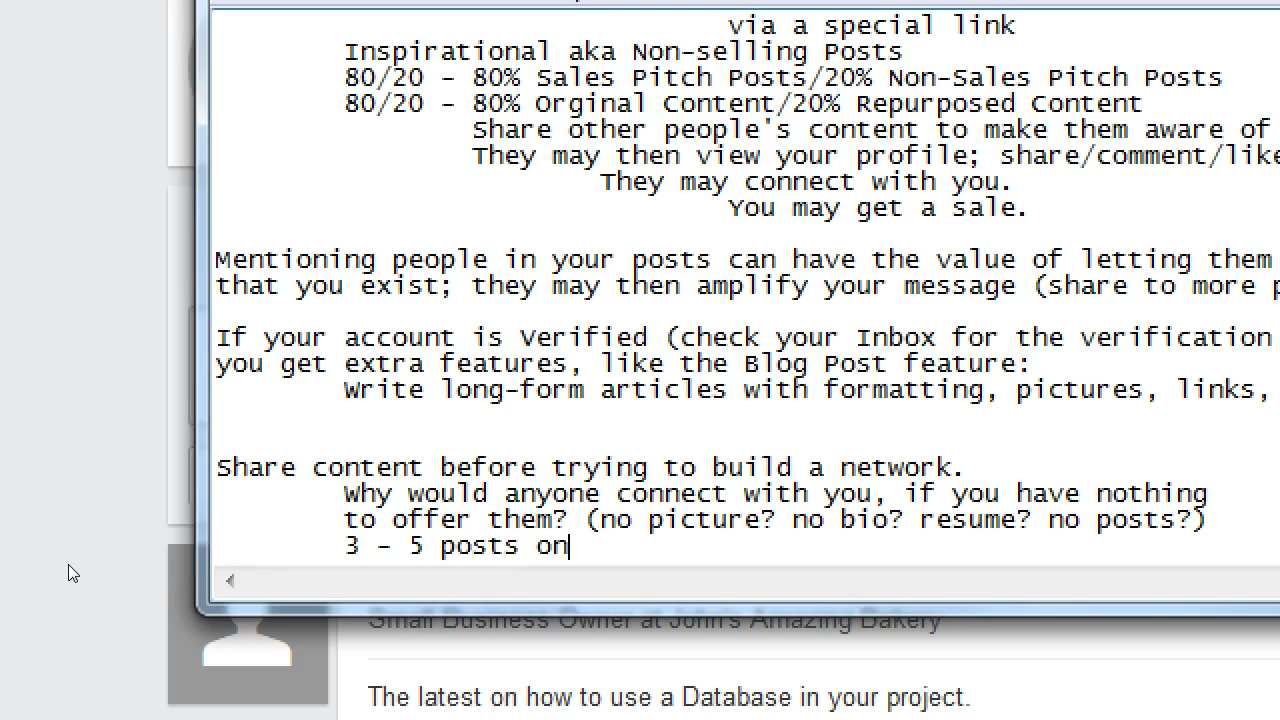 via a special link
Inspirational aka Non-selling Posts
80/20 - 80% Sales Pitch Posts/20% Non-Sales Pitch Posts
80/20 - 80% Orginal Content/20% Repurposed Content
Share other people's content to make them aware of
They may then view your profile; share/comment/like
They may connect with you.
You may get a sale.
Mentioning people in your posts can have the value of letting them
that you exist; they may then amplify your message (share to more p
If your account is Verified (check your Inbox for the verification
you get extra features, like the Blog Post feature:
Write long-form articles with formatting, pictures, links,
Share content before trying to build a network.
Why would anyone connect with you, if you have nothing
to offer them? (no picture? no bio? resume? no posts?)
3 - 5 posts on
Small Business Owner at John's Amazing Bakery
The latest on how to use a Database in your project.